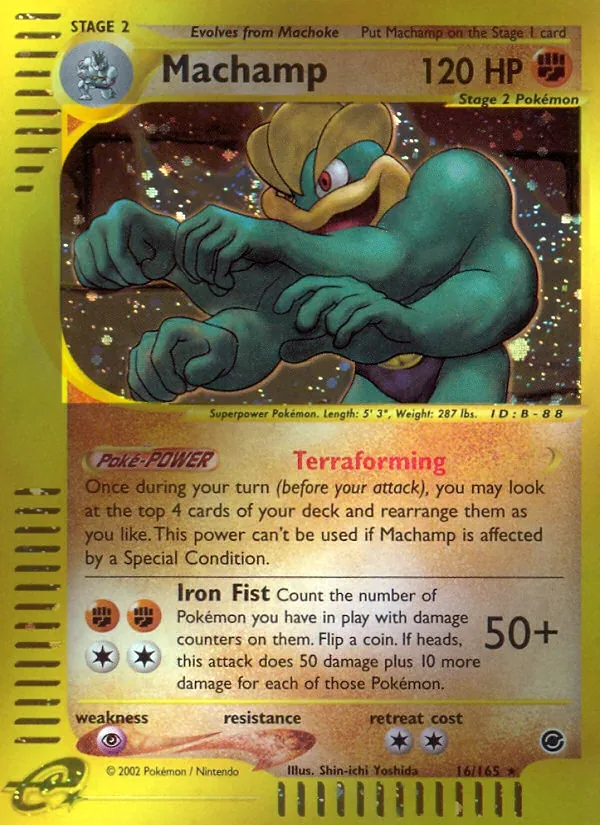 STAGE 2
Evolves from Machoke Put Machamp on the Stage 1 card
Machamp 120 HP
Stage 2 Pokémon
Superpower Pokémon. Length: 5' 3", Weight: 287 lbs. ID:B-88
Poké-POWER Terraforming
Once during your turn (before your attack), you may look
at the top 4 cards of your deck and rearrange them as
you like. This power can't be used if Machamp is affected
by a Special Condition.
Iron Fist Count the number of
Pokémon you have in play with damage
counters on them. Flip a coin. If heads,
this attack does 50 damage plus 10 more
damage for each of those Pokémon.
50+
weakness resistance retreat cost
© 2002 Pokémon / Nintendo Illus. Shin-ichi Yoshida 16/165 ★